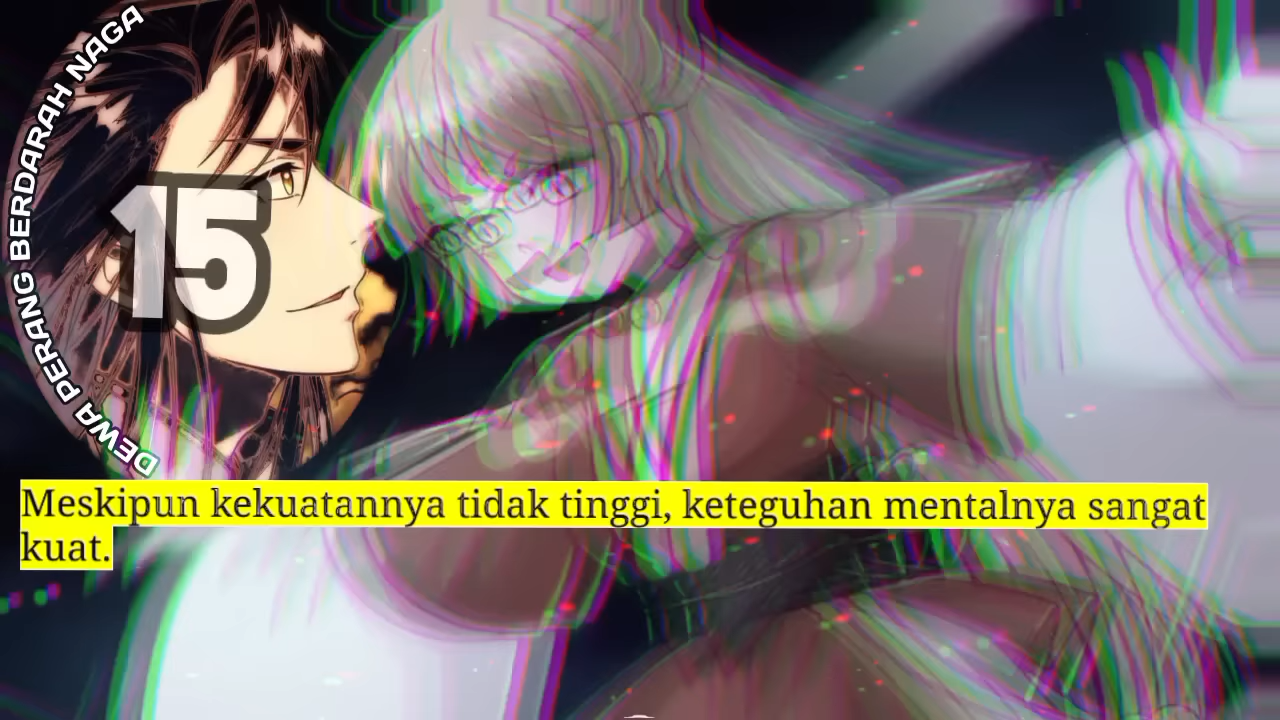 DEWA PERANG BERDARAH NAGA
15
Meskipun kekuatannya tidak tinggi, keteguhan mentalnya sangat
kuat.